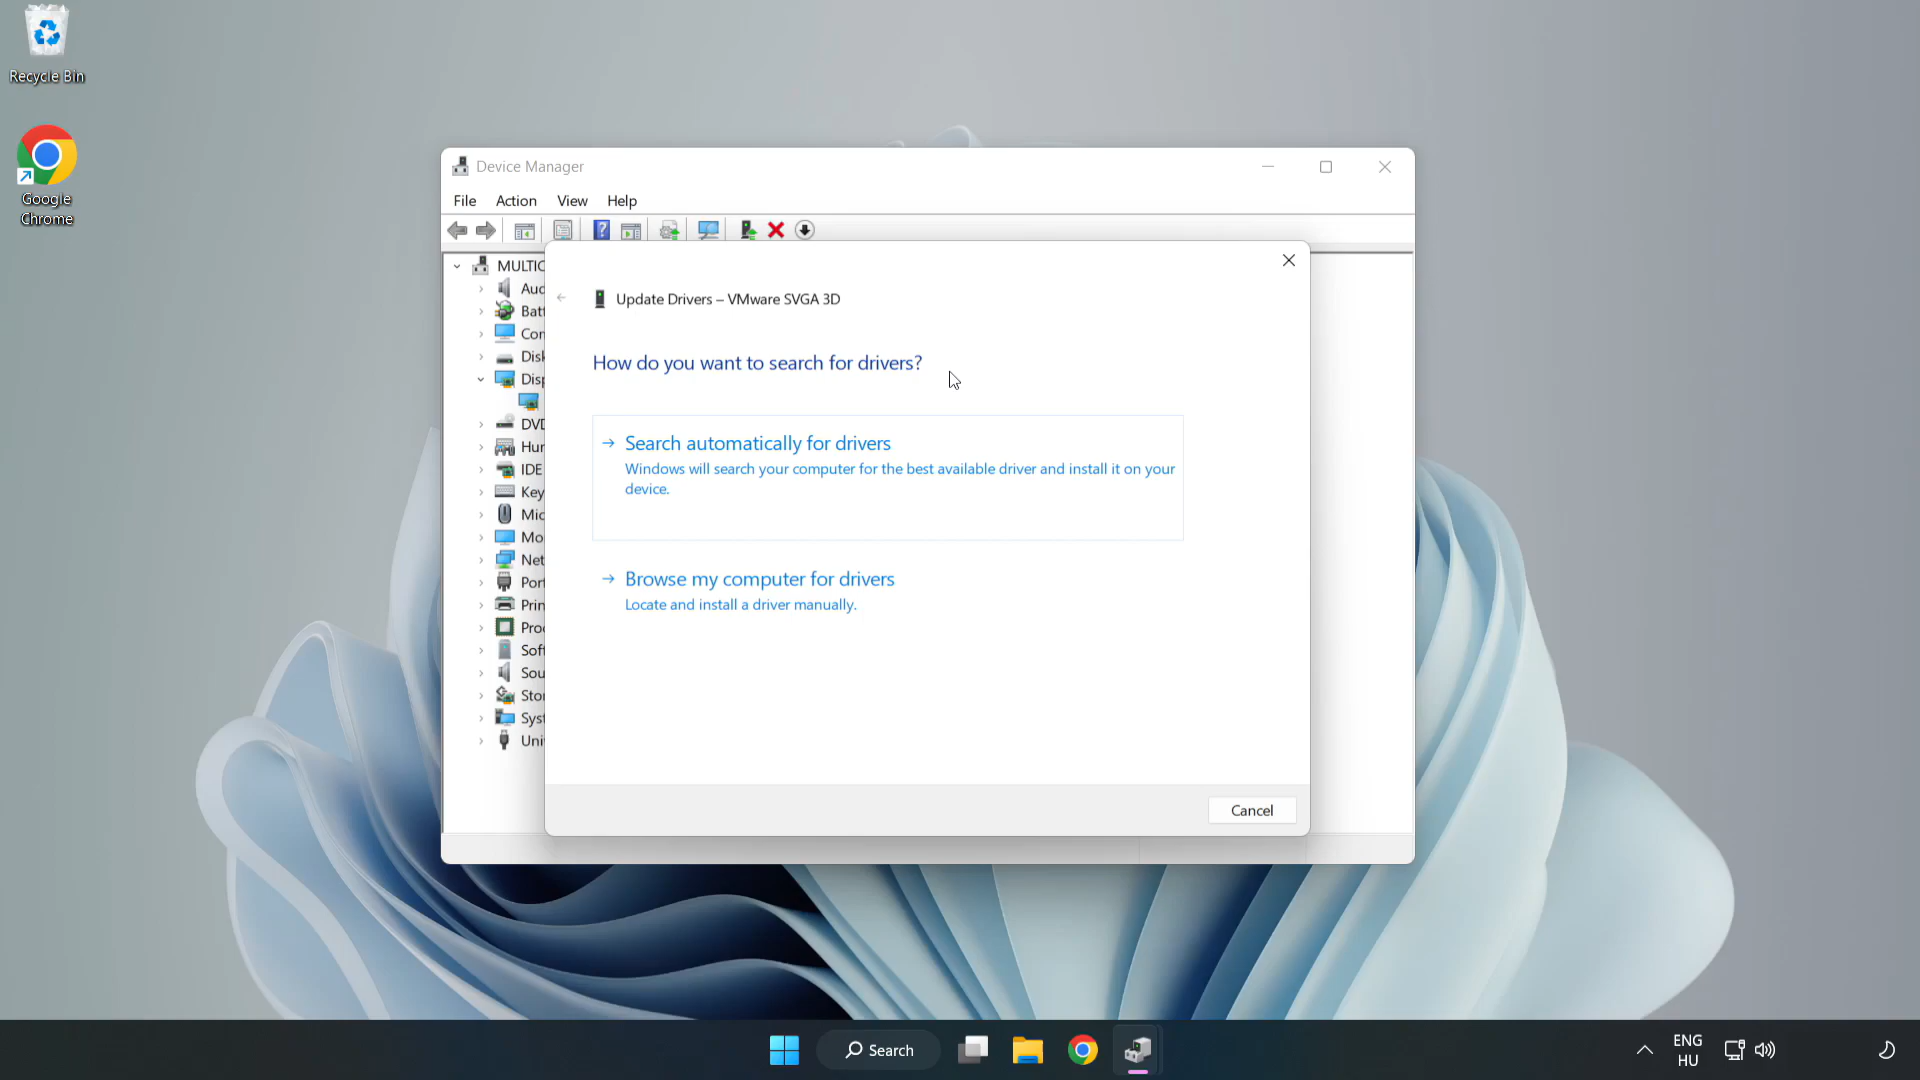 Recycle Bin
Google
Chrome
Device Manager
File Action View Help
MULTIC
Aud
Batt
Com
Disk
Disp
DVD
Hum
IDE
Key
Mic
Mo
Net
Port
Prin
Proc
Soft
Sou
Stor
Syst
Uni
Update Drivers – VMware SVGA 3D
How do you want to search for drivers?
Search automatically for drivers
Windows will search your computer for the best available driver and install it on your
device.
Browse my computer for drivers
Locate and install a driver manually.
Cancel
Search
ENG
HU